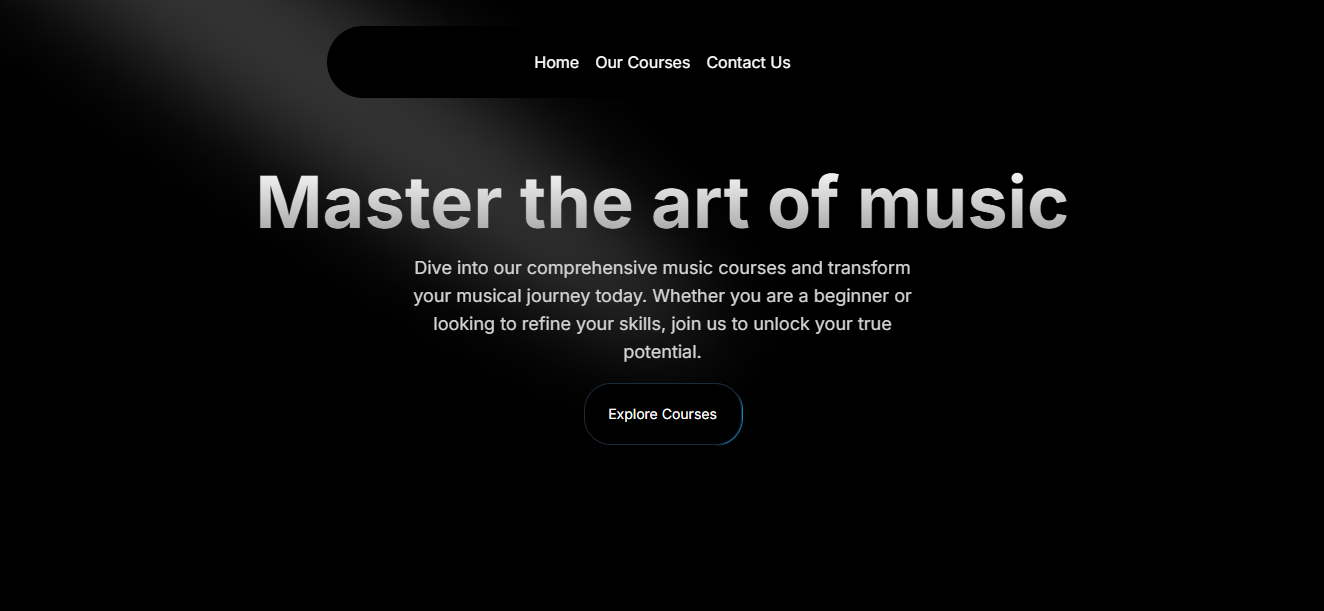 Home Our Courses Contact Us
Master the art of music
Dive into our comprehensive music courses and transform
your musical journey today. Whether you are a beginner or
looking to refine your skills, join us to unlock your true
potential.
Explore Courses